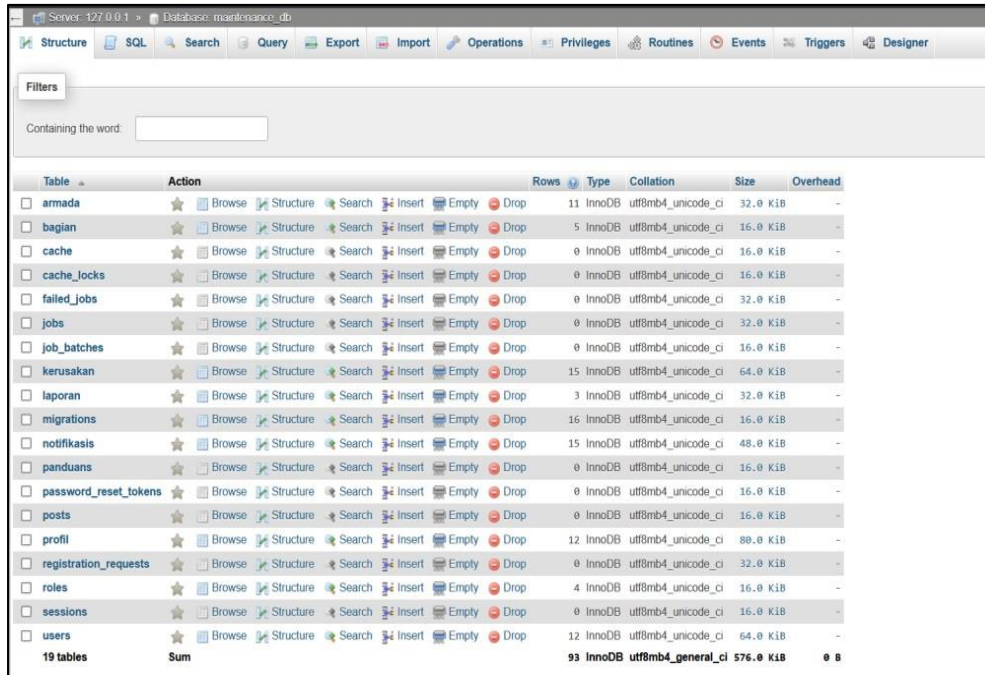 Server: 127.0.0.1 » Database: maintenance_db
Structure SQL Search Query Export Import Operations Privileges Routines Events Triggers Designer
Filters
Containing the word:
Table Action Rows Type Collation Size Overhead
armada Browse Structure Search Insert Empty Drop 11 InnoDB utf8mb4_unicode_ci 32.0 KiB -
bagian Browse Structure Search Insert Empty Drop 5 InnoDB utf8mb4_unicode_ci 16.0 KiB -
cache Browse Structure Search Insert Empty Drop 0 InnoDB utf8mb4_unicode_ci 16.0 KiB -
cache_locks Browse Structure Search Insert Empty Drop 0 InnoDB utf8mb4_unicode_ci 16.0 KiB -
failed_jobs Browse Structure Search Insert Empty Drop 0 InnoDB utf8mb4_unicode_ci 32.0 KiB -
jobs Browse Structure Search Insert Empty Drop 0 InnoDB utf8mb4_unicode_ci 32.0 KiB -
job_batches Browse Structure Search Insert Empty Drop 0 InnoDB utf8mb4_unicode_ci 16.0 KiB -
kerusakan Browse Structure Search Insert Empty Drop 15 InnoDB utf8mb4_unicode_ci 64.0 KiB -
laporan Browse Structure Search Insert Empty Drop 3 InnoDB utf8mb4_unicode_ci 32.0 KiB -
migrations Browse Structure Search Insert Empty Drop 16 InnoDB utf8mb4_unicode_ci 16.0 KiB -
notifikasis Browse Structure Search Insert Empty Drop 15 InnoDB utf8mb4_unicode_ci 48.0 KiB -
panduans Browse Structure Search Insert Empty Drop 0 InnoDB utf8mb4_unicode_ci 16.0 KiB -
password_reset_tokens Browse Structure Search Insert Empty Drop 0 InnoDB utf8mb4_unicode_ci 16.0 KiB -
posts Browse Structure Search Insert Empty Drop 0 InnoDB utf8mb4_unicode_ci 16.0 KiB -
profil Browse Structure Search Insert Empty Drop 12 InnoDB utf8mb4_unicode_ci 80.0 KiB -
registration_requests Browse Structure Search Insert Empty Drop 0 InnoDB utf8mb4_unicode_ci 32.0 KiB -
roles Browse Structure Search Insert Empty Drop 4 InnoDB utf8mb4_unicode_ci 16.0 KiB -
sessions Browse Structure Search Insert Empty Drop 0 InnoDB utf8mb4_unicode_ci 16.0 KiB -
users Browse Structure Search Insert Empty Drop 12 InnoDB utf8mb4_unicode_ci 64.0 KiB -
19 tables Sum 93 InnoDB utf8mb4_general_ci 576.0 KiB 0 B